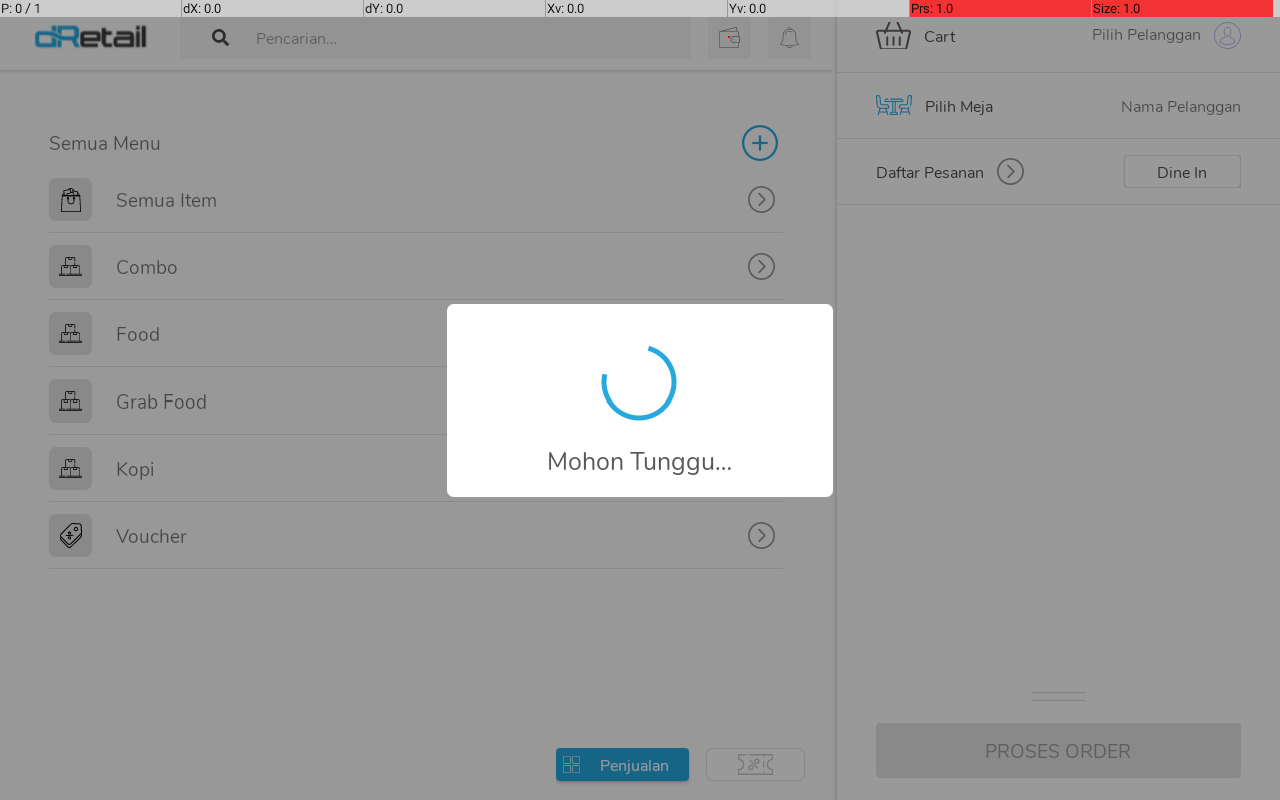 P: 0 / 1 dX: 0.0 dY: 0.0 Xv: 0.0 Yv: 0.0 Prs: 1.0 Size: 1.0
dRetail Pencarian... Cart Pilih Pelanggan
Pilih Meja Nama Pelanggan
Daftar Pesanan Dine In
Semua Menu
Semua Item
Combo
Food
Grab Food
Kopi
Voucher
Mohon Tunggu...
Penjualan
PROSES ORDER